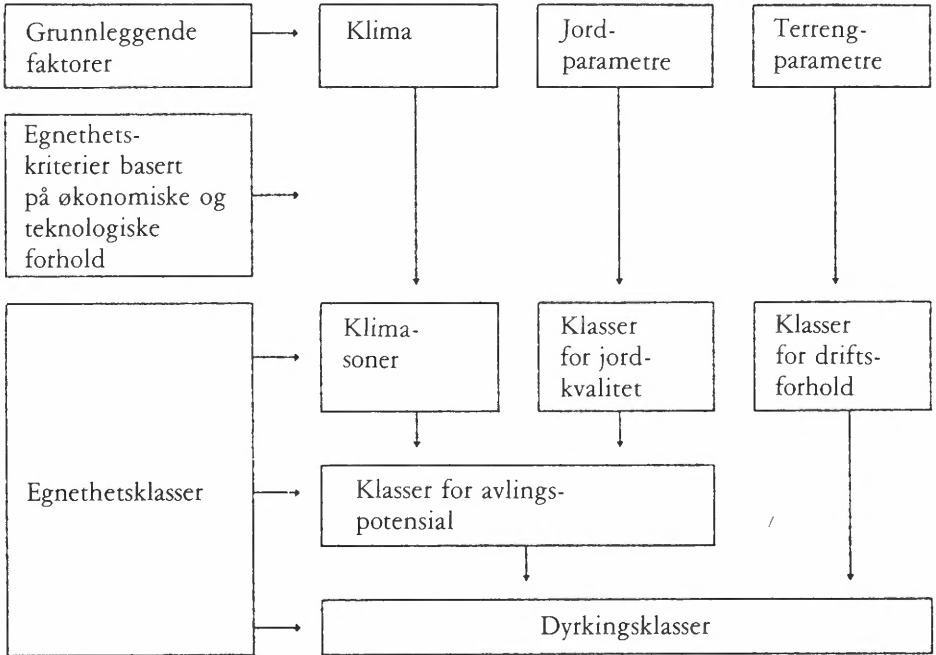 Grunnleggende
faktorer
Klima
Jord-
parametre
Terreng-
parametre
Egnethets-
kriterier basert
på økonomiske og
teknologiske
forhold
Egnethetsklasser
Klima-
soner
Klasser
for jord-
kvalitet
Klasser
for drifts-
forhold
Klasser for avlings-
potensial
Dyrkingsklasser